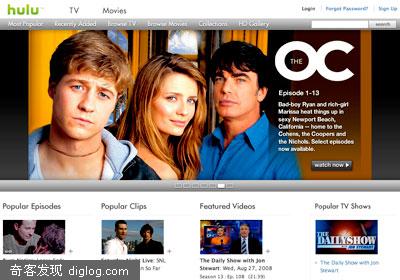 hulu
TV
Movies
Login
Forgot Password?
Sign Up
Most Popular
Recently Added
Browse TV
Browse Movies
Collections
HD Gallery
search
THE
OC
Episode 1-13
Bad-boy Ryan and rich-girl
Marissa heat things up in
sexy Newport Beach,
California -- home to the
Cohens, the Coopers and
the Nichols. Select episodes
now available.
watch now
Popular Episodes
Popular Clips
Featured Videos
Popular TV Shows
THE DAILY SHOW
Night Live: SNL
So Far
The Daily Show with Jon
Stewart: Wed, Aug 27, 2008
Season 13 : Ep. 108 (21:39)
The Daily Show with Jon
Stewart
奇客发现 diglog.com